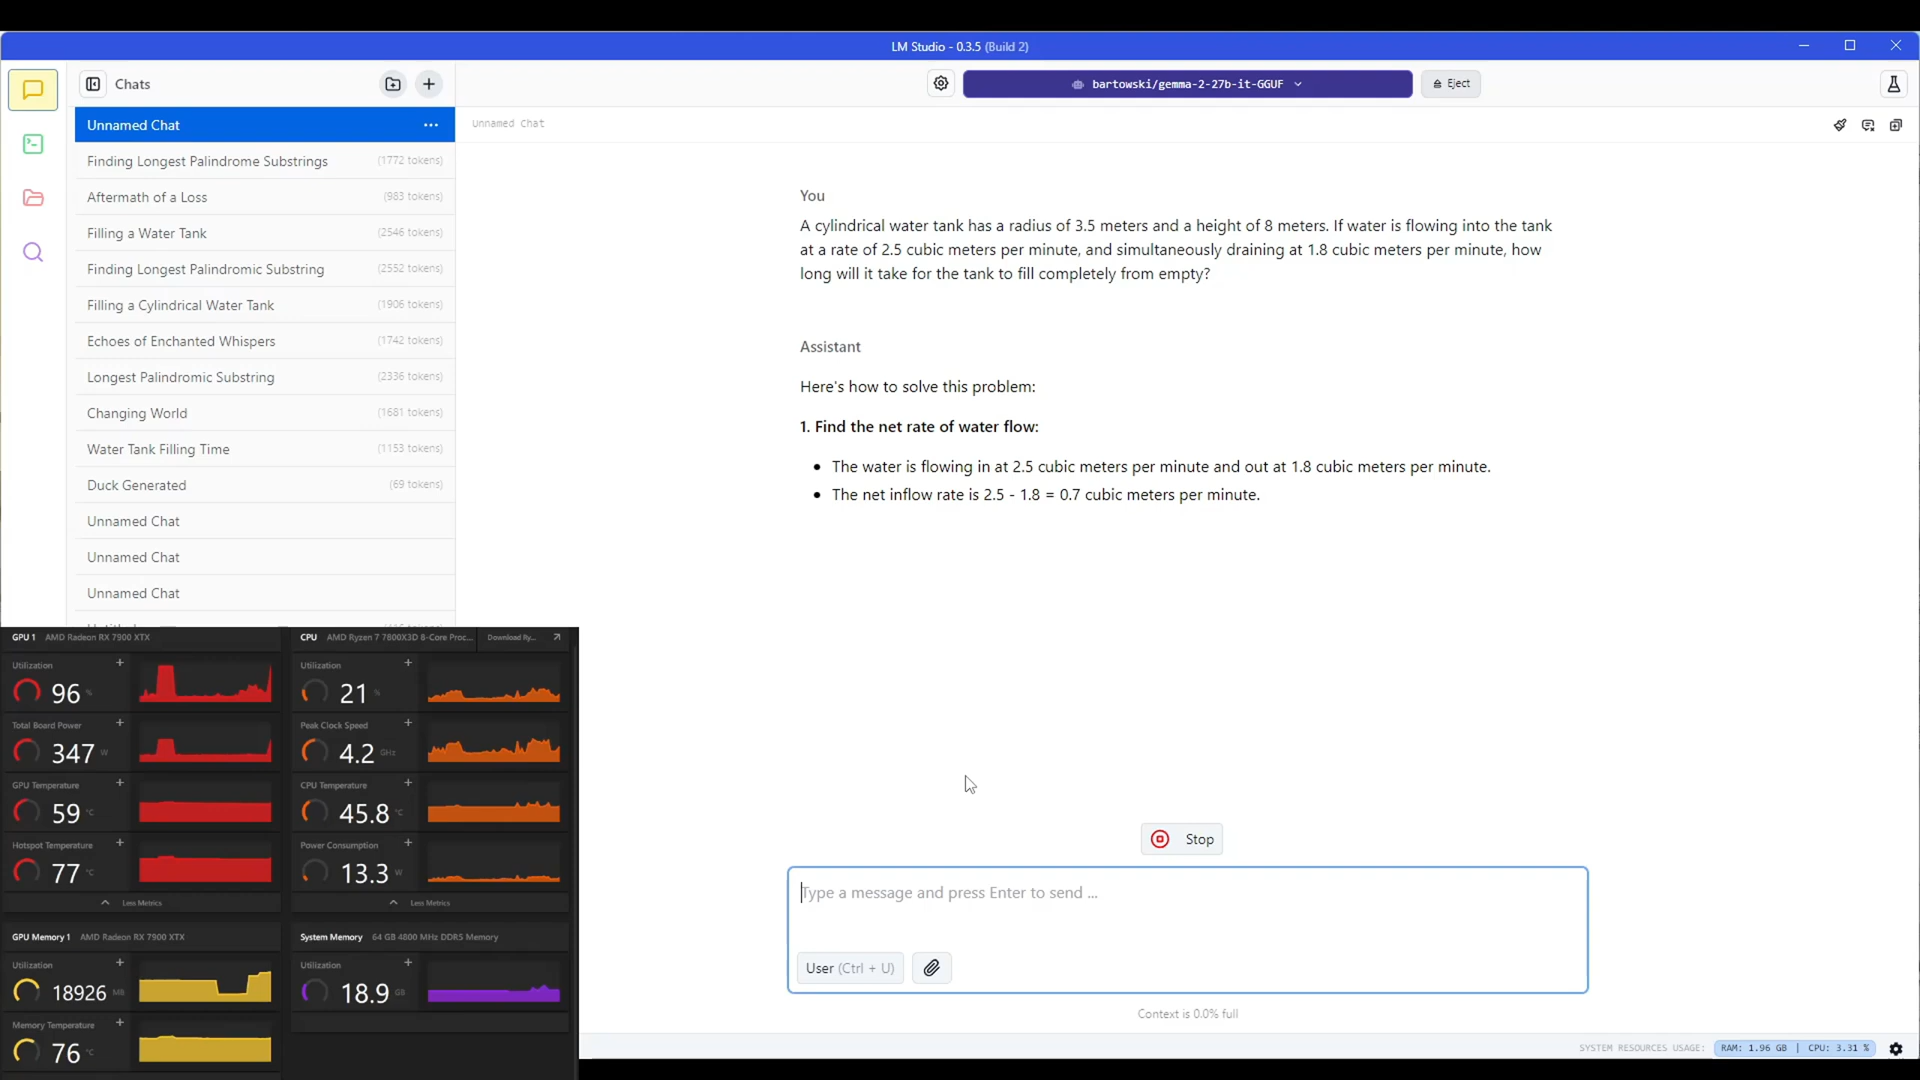 LM Studio - 0.3.5 (Build 2)
Chats
bartowski/gemma-2-27b-it-GGUF
Eject
Unnamed Chat
Unnamed Chat
Finding Longest Palindrome Substrings (1772 tokens)
Aftermath of a Loss (983 tokens)
Filling a Water Tank (2546 tokens)
Finding Longest Palindromic Substring (2552 tokens)
Filling a Cylindrical Water Tank (1906 tokens)
Echoes of Enchanted Whispers (1742 tokens)
Longest Palindromic Substring (2336 tokens)
Changing World (1681 tokens)
Water Tank Filling Time (1153 tokens)
Duck Generated (69 tokens)
Unnamed Chat
Unnamed Chat
Unnamed Chat
You
A cylindrical water tank has a radius of 3.5 meters and a height of 8 meters. If water is flowing into the tank
at a rate of 2.5 cubic meters per minute, and simultaneously draining at 1.8 cubic meters per minute, how
long will it take for the tank to fill completely from empty?
Assistant
Here's how to solve this problem:
1. Find the net rate of water flow:
• The water is flowing in at 2.5 cubic meters per minute and out at 1.8 cubic meters per minute.
• The net inflow rate is 2.5 - 1.8 = 0.7 cubic meters per minute.
Stop
Type a message and press Enter to send ...
User (Ctrl + U)
Context is 0.0% full
SYSTEM RESOURCES USAGE: RAM: 1.96 GB | CPU: 3.31 %
GPU 1 AMD Radeon RX 7900 XTX
Utilization
96 %
Total Board Power
347 W
GPU Temperature
59 °C
Hotspot Temperature
77 °C
Less Metrics
GPU Memory 1 AMD Radeon RX 7900 XTX
Utilization
18926 MB
Memory Temperature
76 °C
CPU AMD Ryzen 7 7800X3D 8-Core Proc... Download Ry...
Utilization
21 %
Peak Clock Speed
4.2 GHz
CPU Temperature
45.8 °C
Power Consumption
13.3 W
Less Metrics
System Memory 64 GB 4800 MHz DDR5 Memory
Utilization
18.9 GB